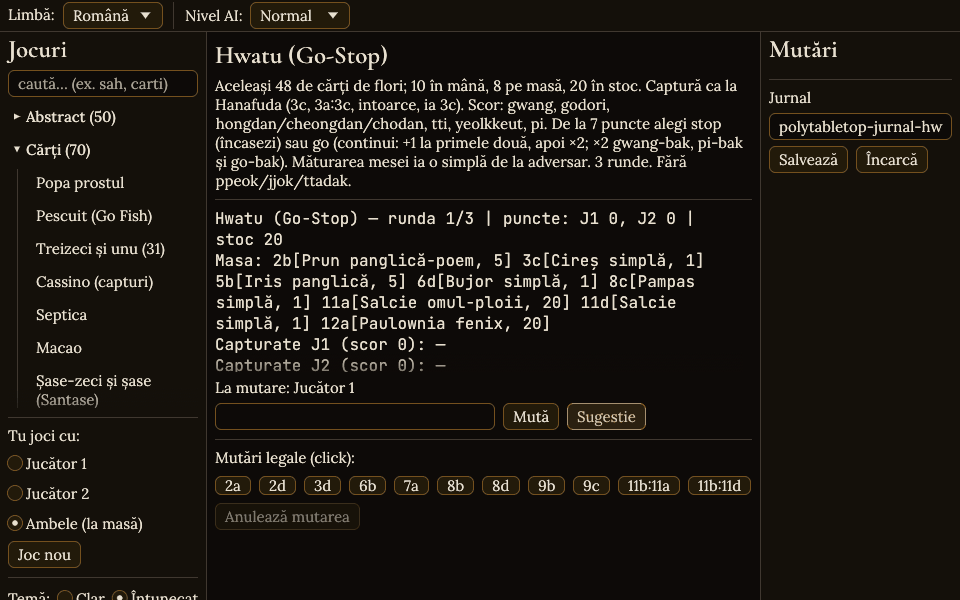 Limbă: Română ▼ Nivel AI: Normal ▼
Jocuri
caută... (ex. sah, carti)
▸ Abstract (50)
▾ Cărți (70)
Popa prostul
Pescuit (Go Fish)
Treizeci și unu (31)
Cassino (capturi)
Septica
Macao
Șase-zeci și șase
(Santase)
Tu joci cu:
Jucător 1
Jucător 2
Ambele (la masă)
Joc nou
Temă: Clar Întunecat
Hwatu (Go-Stop)
Aceleași 48 de cărți de flori; 10 în mână, 8 pe masă, 20 în stoc. Captură ca la
Hanafuda (3c, 3a:3c, intoarce, ia 3c). Scor: gwang, godori,
hongdan/cheongdan/chodan, tti, yeolkkeut, pi. De la 7 puncte alegi stop
(încasezi) sau go (continui: +1 la primele două, apoi ×2; ×2 gwang-bak, pi-bak
și go-bak). Măturarea mesei ia o simplă de la adversar. 3 runde. Fără
ppeok/jjok/ttadak.
Hwatu (Go-Stop) — runda 1/3 | puncte: J1 0, J2 0 |
stoc 20
Masa: 2b[Prun panglică-poem, 5] 3c[Cireș simplă, 1]
5b[Iris panglică, 5] 6d[Bujor simplă, 1] 8c[Pampas
simplă, 1] 11a[Salcie omul-ploii, 20] 11d[Salcie
simplă, 1] 12a[Paulownia fenix, 20]
Capturate J1 (scor 0): —
Capturate J2 (scor 0): —
La mutare: Jucător 1
Mută Sugestie
Mutări legale (click):
2a 2d 3d 6b 7a 8b 8d 9b 9c 11b:11a 11b:11d
Anulează mutarea
Mutări
Jurnal
polytabletop-jurnal-hw
Salvează Încarcă